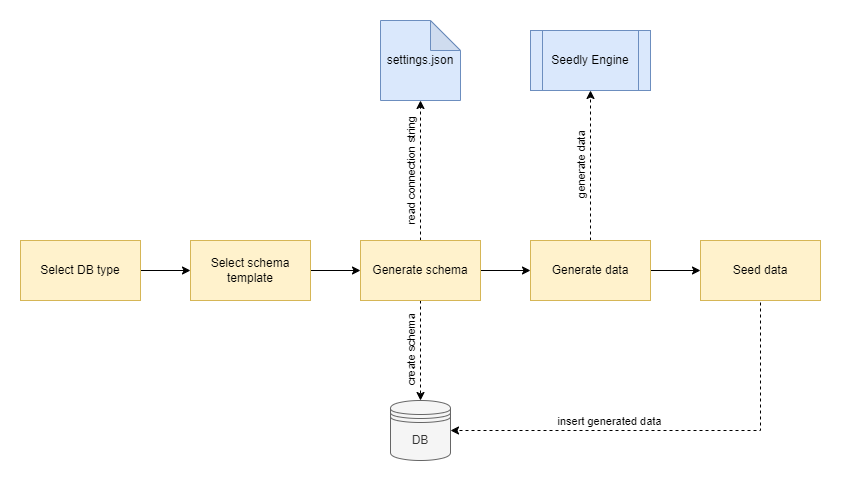 settings.json
Seedly Engine
read connection string
generate data
Select DB type
Select schema
template
Generate schema
Generate data
Seed data
create schema
insert generated data
DB